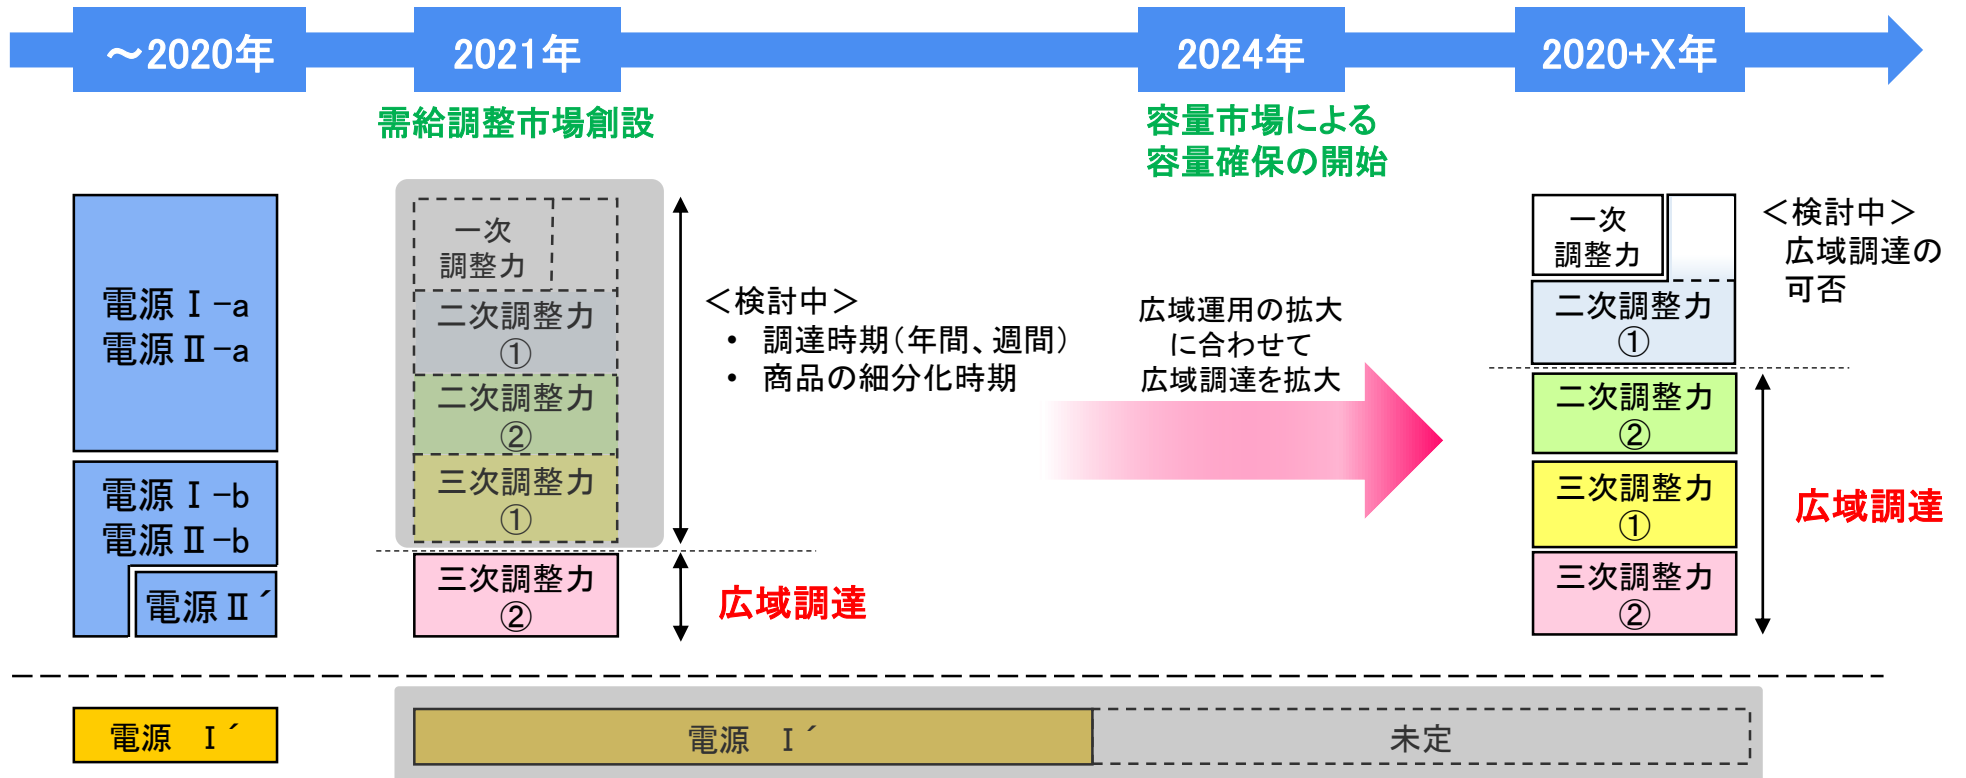 ～2020年
2021年
2024年
2020+X年
需給調整市場創設
容量市場による
容量確保の開始
電源Ⅰ-a
電源Ⅱ-a
電源Ⅰ-b
電源Ⅱ-b
電源Ⅱ´
一次
調整力
二次調整力
①
二次調整力
②
三次調整力
①
三次調整力
②
＜検討中＞
• 調達時期（年間、週間）
• 商品の細分化時期
広域調達
広域運用の拡大
に合わせて
広域調達を拡大
一次
調整力
二次調整力
①
二次調整力
②
三次調整力
①
三次調整力
②
＜検討中＞
広域調達の
可否
広域調達
電源　Ⅰ´
電源　Ⅰ´
未定